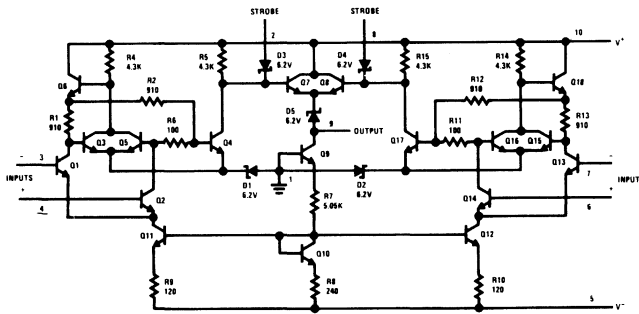 STROBE STROBE
2 8 10
V+
R4 4.3K R5 4.3K D3 6.2V D4 6.2V R15 4.3K R14 4.3K
Q6 Q7 Q8 Q18
R2 910 R12 910
D5 6.2V
R1 910 R6 100 9 OUTPUT R11 100 R13 910
Q3 Q5 Q4 Q17 Q16 Q15
- 3 Q1 Q9 Q13 -
7
INPUTS D1 6.2V 1 D2 6.2V INPUTS
+ Q2 R7 5.05K Q14 +
4 6
Q11 Q12
Q10
R9 120 R8 240 R10 120
5 V-